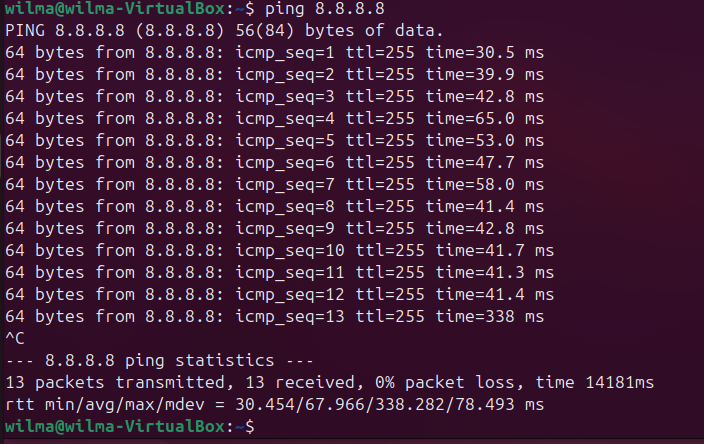 wilma@wilma-VirtualBox:~$ ping 8.8.8.8
PING 8.8.8.8 (8.8.8.8) 56(84) bytes of data.
64 bytes from 8.8.8.8: icmp_seq=1 ttl=255 time=30.5 ms
64 bytes from 8.8.8.8: icmp_seq=2 ttl=255 time=39.9 ms
64 bytes from 8.8.8.8: icmp_seq=3 ttl=255 time=42.8 ms
64 bytes from 8.8.8.8: icmp_seq=4 ttl=255 time=65.0 ms
64 bytes from 8.8.8.8: icmp_seq=5 ttl=255 time=53.0 ms
64 bytes from 8.8.8.8: icmp_seq=6 ttl=255 time=47.7 ms
64 bytes from 8.8.8.8: icmp_seq=7 ttl=255 time=58.0 ms
64 bytes from 8.8.8.8: icmp_seq=8 ttl=255 time=41.4 ms
64 bytes from 8.8.8.8: icmp_seq=9 ttl=255 time=42.8 ms
64 bytes from 8.8.8.8: icmp_seq=10 ttl=255 time=41.7 ms
64 bytes from 8.8.8.8: icmp_seq=11 ttl=255 time=41.3 ms
64 bytes from 8.8.8.8: icmp_seq=12 ttl=255 time=41.4 ms
64 bytes from 8.8.8.8: icmp_seq=13 ttl=255 time=338 ms
^C
--- 8.8.8.8 ping statistics ---
13 packets transmitted, 13 received, 0% packet loss, time 14181ms
rtt min/avg/max/mdev = 30.454/67.966/338.282/78.493 ms
wilma@wilma-VirtualBox:~$